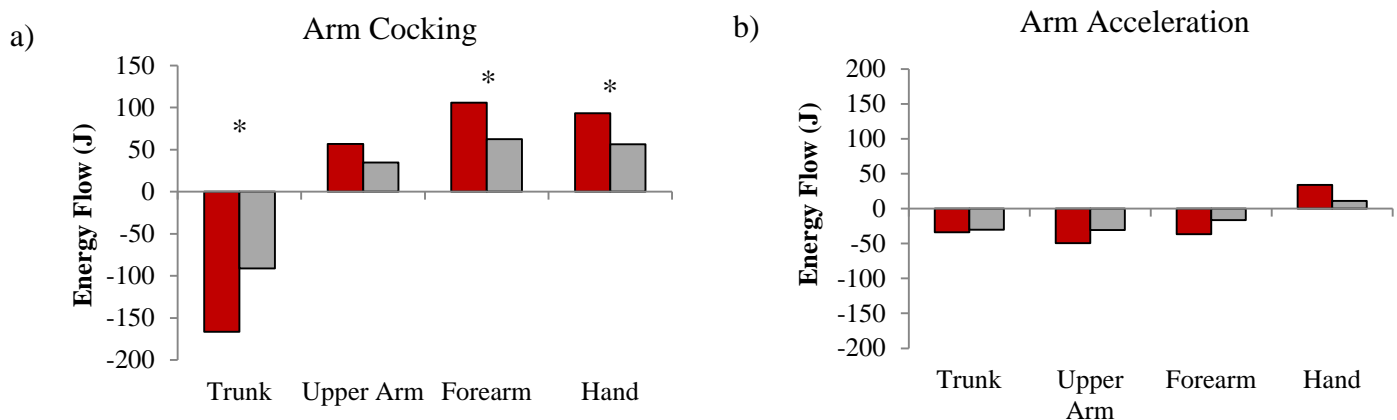 a)
Arm Cocking
Energy Flow (J)
150
100
50
0
-50
-100
-150
-200
*
*
*
Trunk
Upper Arm
Forearm
Hand
b)
Arm Acceleration
Energy Flow (J)
200
150
100
50
0
-50
-100
-150
-200
Trunk
Upper
Arm
Forearm
Hand